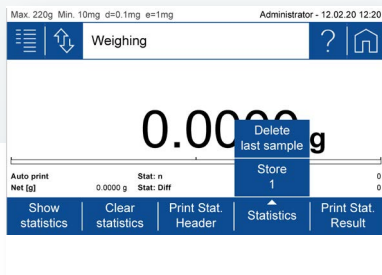 Max. 220g Min. 10mg d=0.1mg e=1mg Administrator - 12.02.20 12:20
Weighing ?
0.00 g
Delete
last sample
Store
1
Auto print Stat: n 0
Net [g] 0.0000 g Stat: Diff 0
Show
statistics
Clear
statistics
Print Stat.
Header
Statistics
Print Stat.
Result